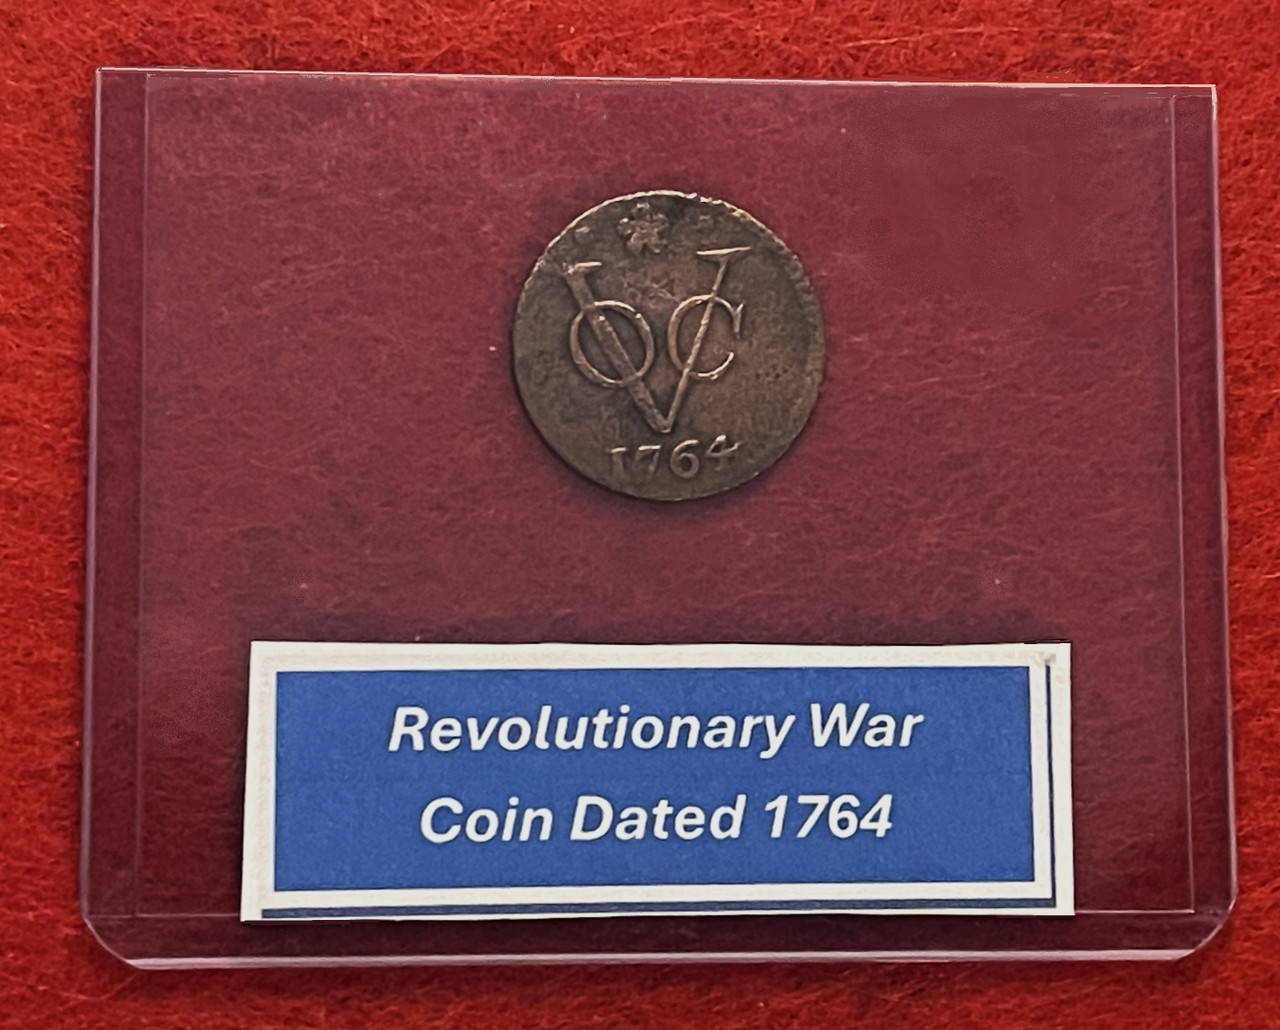 VOC
1764
Revolutionary War
Coin Dated 1764